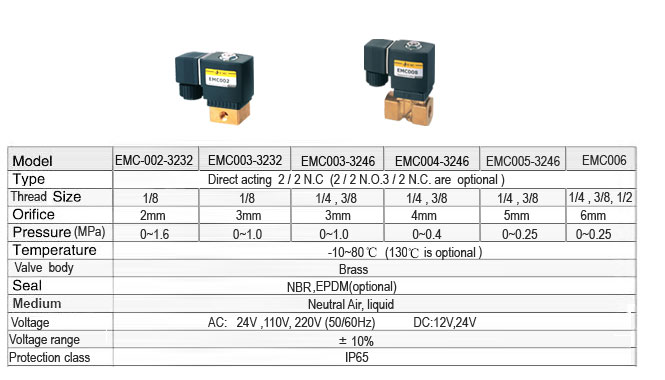 EMC002
EMC008
Model EMC-002-3232 EMC003-3232 EMC003-3246 EMC004-3246 EMC005-3246 EMC006
Type Direct acting 2 / 2 N.C (2 / 2 N.O.3 / 2 N.C. are optional )
Thread Size 1/8 1/8 1/4 , 3/8 1/4 , 3/8 1/4 , 3/8 1/4 , 3/8, 1/2
Orifice 2mm 3mm 3mm 4mm 5mm 6mm
Pressure (MPa) 0~1.6 0~1.0 0~1.0 0~0.4 0~0.25 0~0.25
Temperature -10~80℃ (130℃ is optional )
Valve body Brass
Seal NBR,EPDM(optional)
Medium Neutral Air, liquid
Voltage AC: 24V ,110V, 220V (50/60Hz) DC:12V,24V
Voltage range ± 10%
Protection class IP65